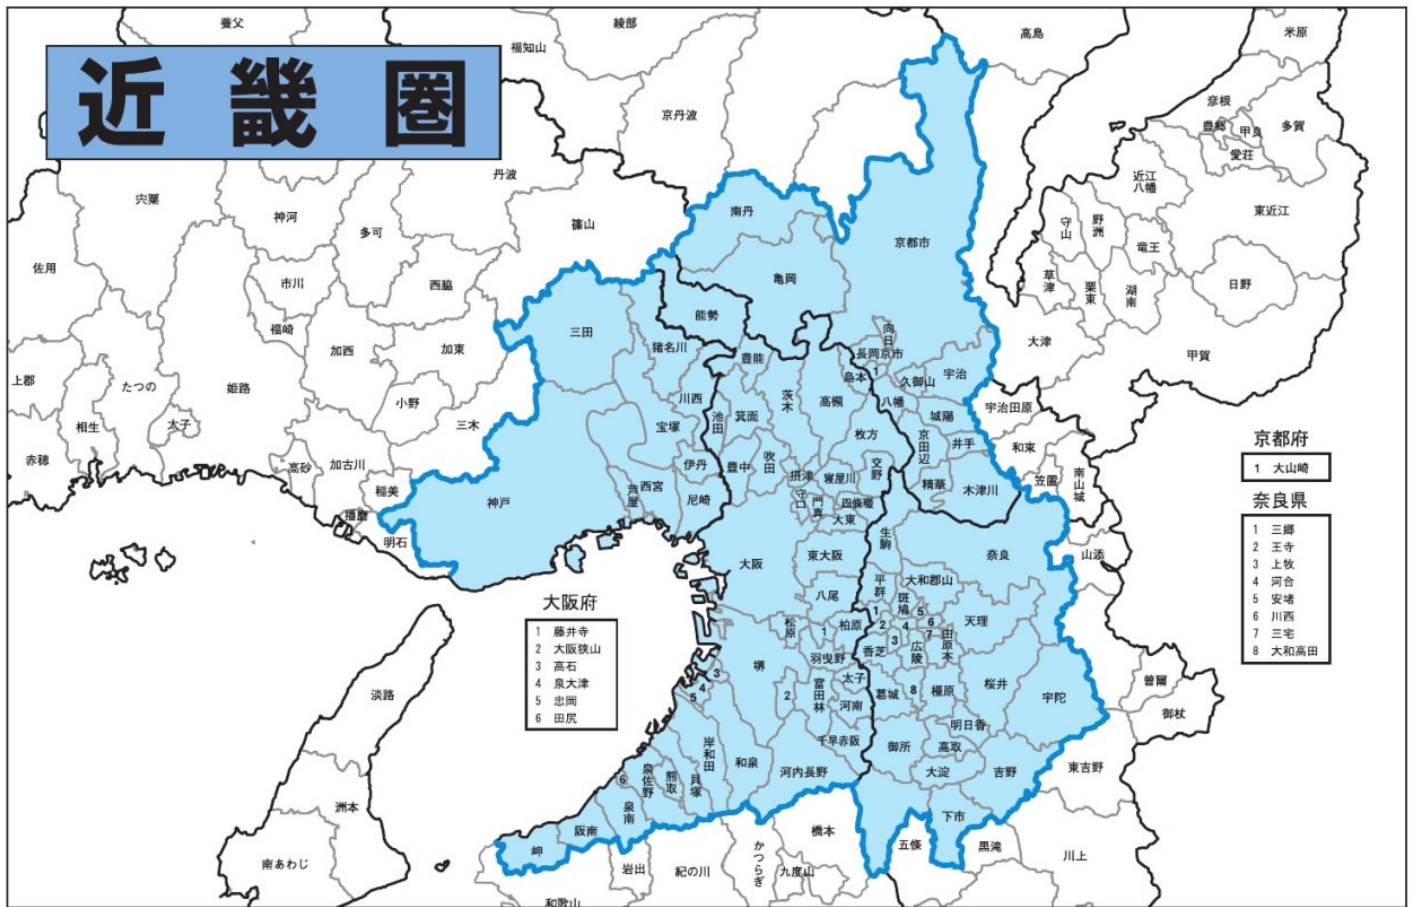 近畿圏
養父
綾部
福知山
高島
米原
京丹波
彦根
豊郷
甲良
多賀
愛荘
丹波
近江
八幡
宍粟
神河
多可
篠山
南丹
京都市
守山
野洲
東近江
竜王
佐用
市川
西脇
亀岡
草津
栗東
湖南
日野
福崎
能勢
三田
猪名川
向日
大津
甲賀
加西
加東
豊能
長岡京市
上郡
たつの
姫路
島本
1
久御山
宇治
川西
茨木
高槻
八幡
小野
三木
池田
箕面
城陽
宇治田原
相生
太子
宝塚
枚方
京田辺
井手
和東
赤穂
高砂
加古川
伊丹
豊中
吹田
摂津
寝屋川
交野
精華
木津川
笠置
南山城
稲美
神戸
芦屋
西宮
尼崎
守口
門真
四條畷
播磨
大東
明石
生駒
奈良
山添
大阪
東大阪
平群
大和郡山
八尾
斑鳩
5
1
天理
松原
1
柏原
2
4
6
3
7
田原本
羽曳野
香芝
広陵
堺
3
太子
淡路
4
5
2
富田林
河南
葛城
8
橿原
桜井
宇陀
曽爾
御杖
明日香
岸和田
和泉
千早赤阪
御所
高取
6
泉佐野
熊取
貝塚
河内長野
大淀
吉野
東吉野
洲本
泉南
阪南
下市
橋本
岬
五條
黒滝
川上
南あわじ
岩出
紀の川
かつらぎ
九度山
和歌山
京都府
1 大山崎
奈良県
1 三郷
2 王寺
3 上牧
4 河合
5 安堵
6 川西
7 三宅
8 大和高田
大阪府
1 藤井寺
2 大阪狭山
3 高石
4 泉大津
5 忠岡
6 田尻